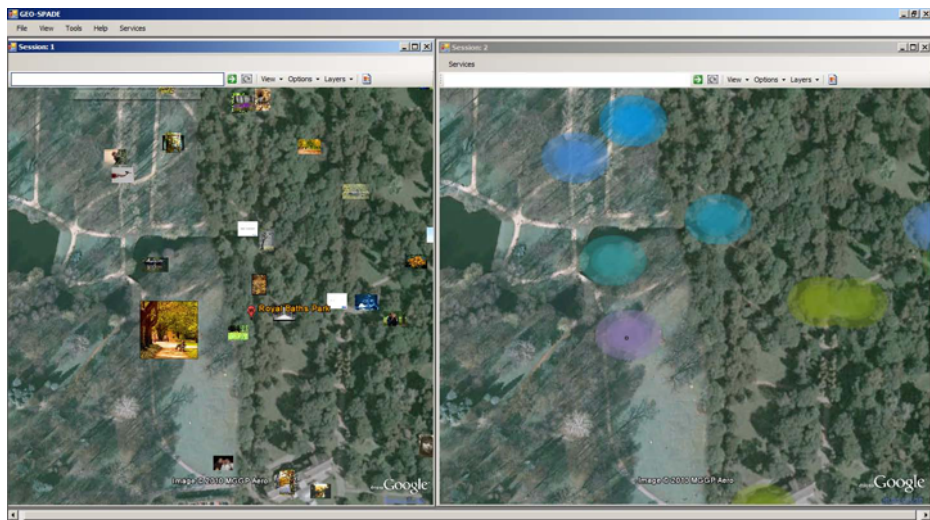 GEO-SPADE
File View Tools Help Services
Session: 1
View Options Layers
Royal Baths Park
Image © 2010 MGGP Aero
Google
Session: 2
Services
View Options Layers
Image © 2010 MGGP Aero
Google